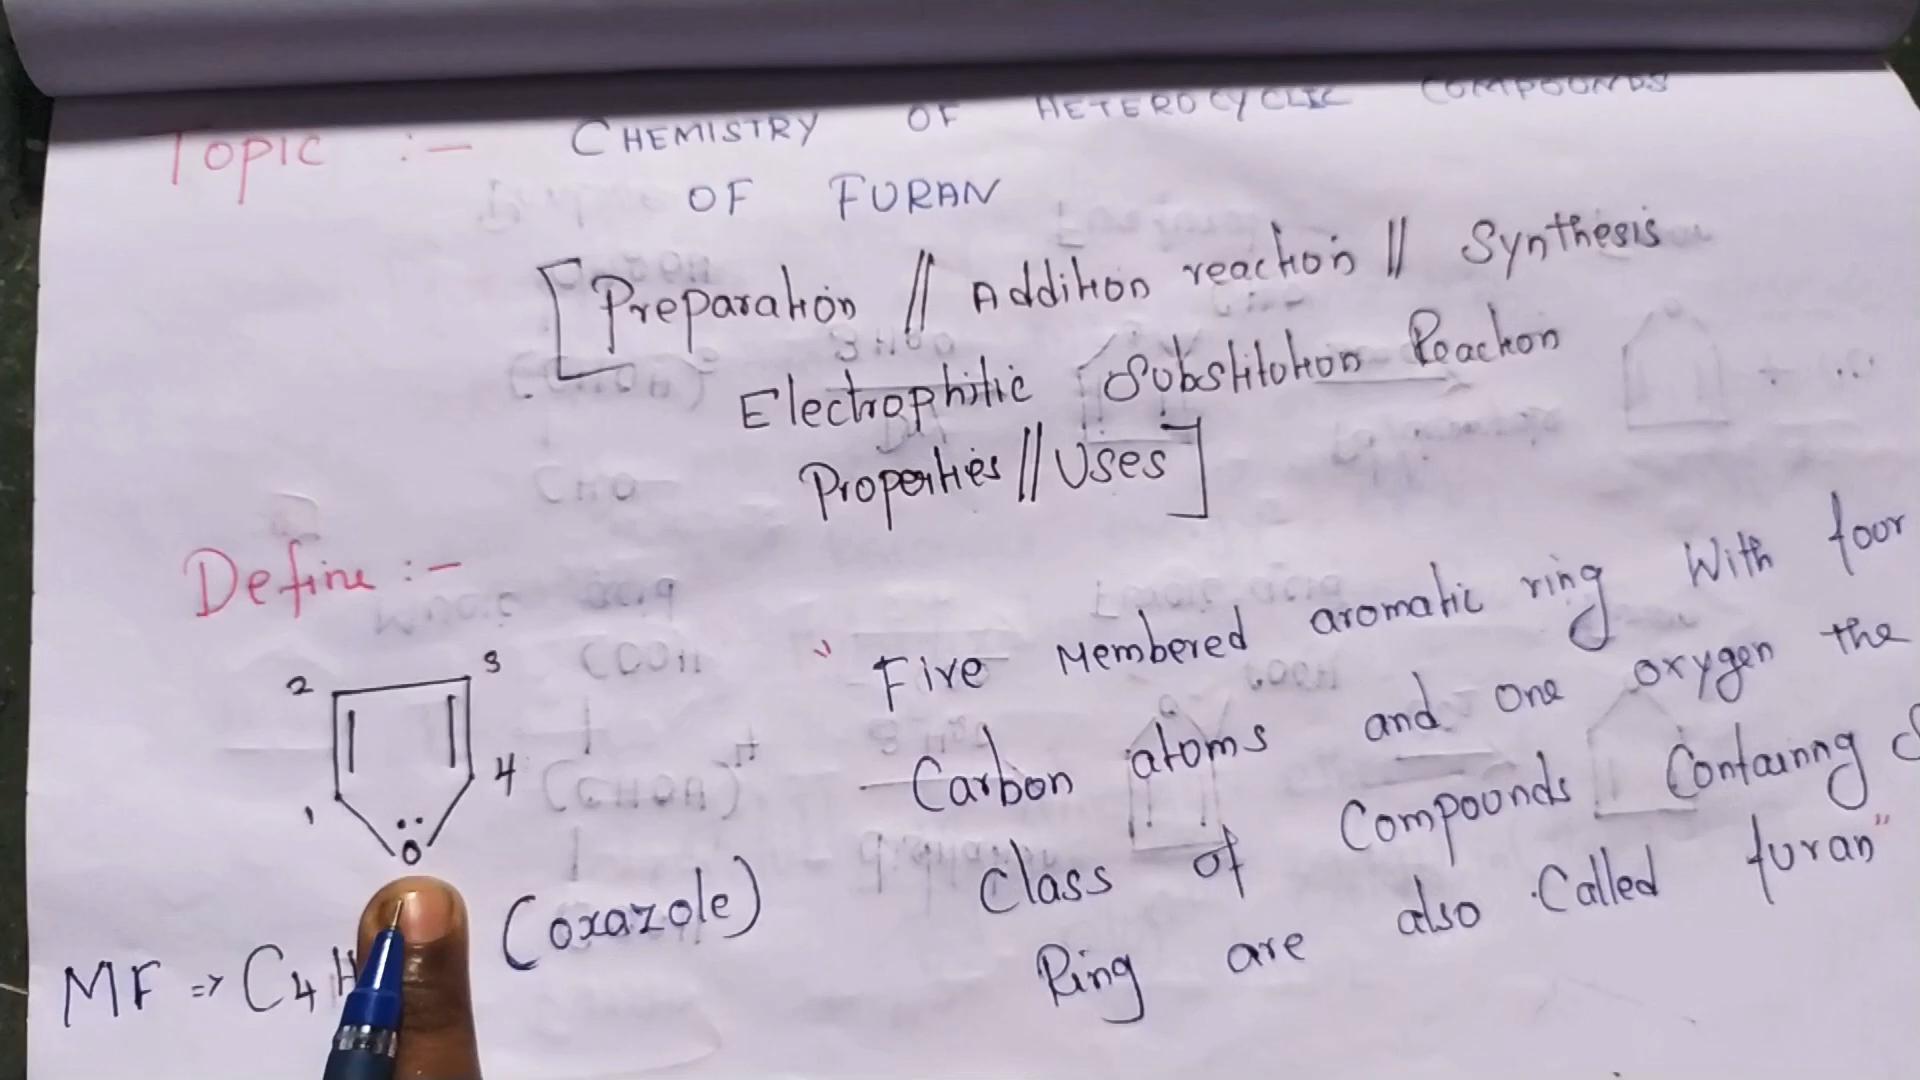 Topic :- CHEMISTRY OF HETEROCYCLIC COMPOUNDS
OF FURAN
[Preparation // Addition reaction // Synthesis
Electrophilic Substitution Reaction
Properties // Uses]
Define :-
" Five Membered aromatic ring With four
Carbon atoms and one oxygen the
Class of Compounds Containing
Ring are also Called furan"
2 3
1 4
O
(oxazole)
MF => C4H